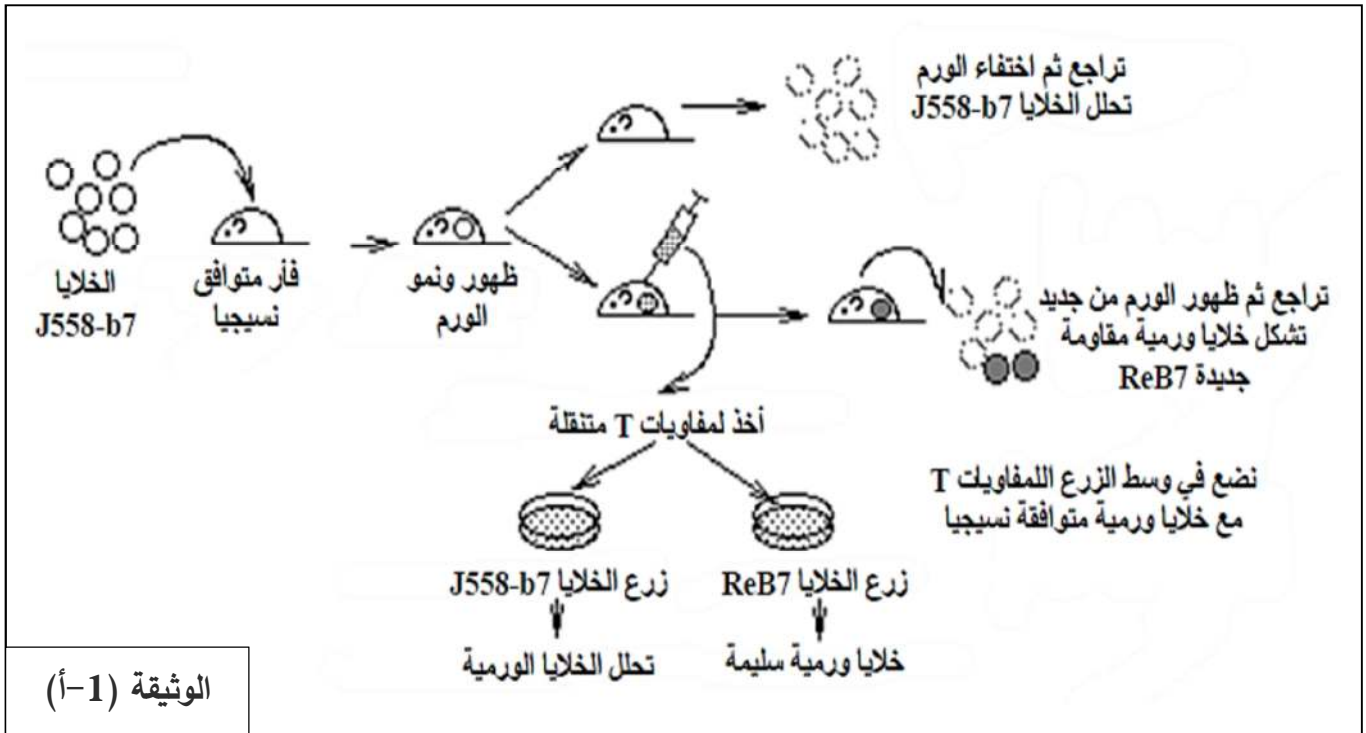 تراجع ثم اختفاء الورم
تحلل الخلايا J558-b7
الخلايا
J558-b7
فأر متوافق
نسيجيا
ظهور ونمو
الورم
تراجع ثم ظهور الورم من جديد
تشكل خلايا ورمية مقاومة
جديدة ReB7
أخذ لمفاويات T متنقلة
نضع في وسط الزرع اللمفاويات T
مع خلايا ورمية متوافقة نسيجيا
زرع الخلايا J558-b7
زرع الخلايا ReB7
تحلل الخلايا الورمية
خلايا ورمية سليمة
الوثيقة (1-أ)